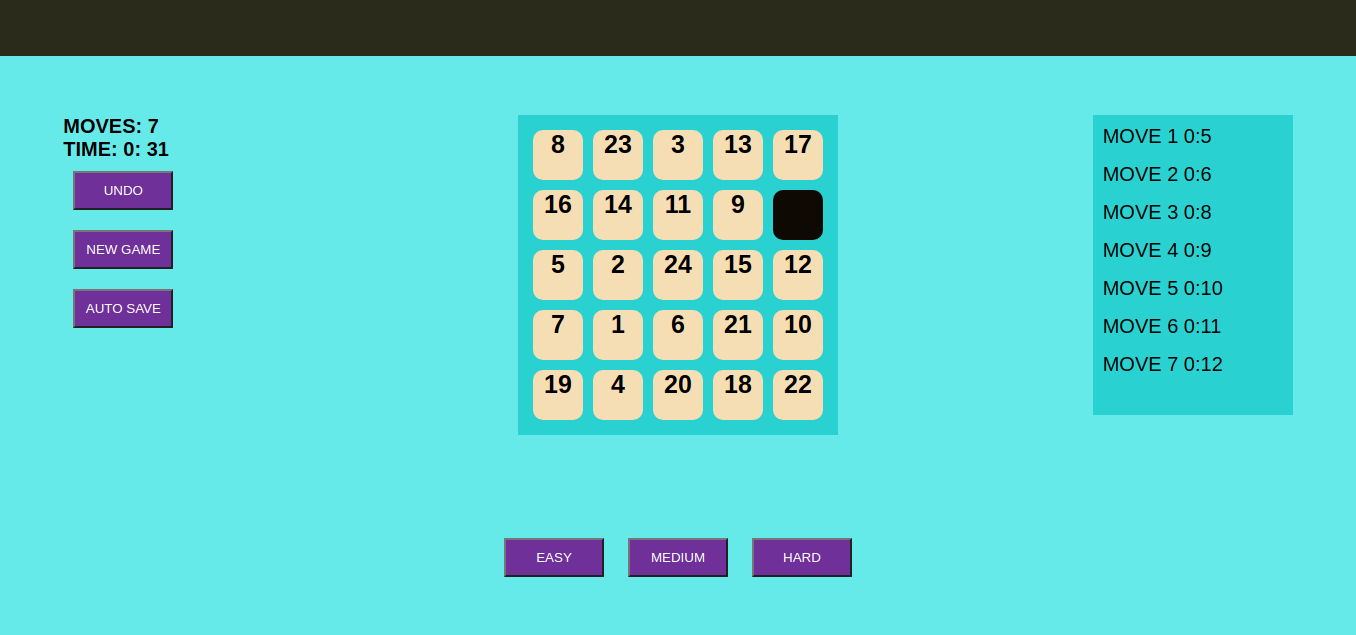 MOVES: 7
TIME: 0: 31
UNDO
NEW GAME
AUTO SAVE
8 23 3 13 17
16 14 11 9
5 2 24 15 12
7 1 6 21 10
19 4 20 18 22
MOVE 1 0:5
MOVE 2 0:6
MOVE 3 0:8
MOVE 4 0:9
MOVE 5 0:10
MOVE 6 0:11
MOVE 7 0:12
EASY MEDIUM HARD